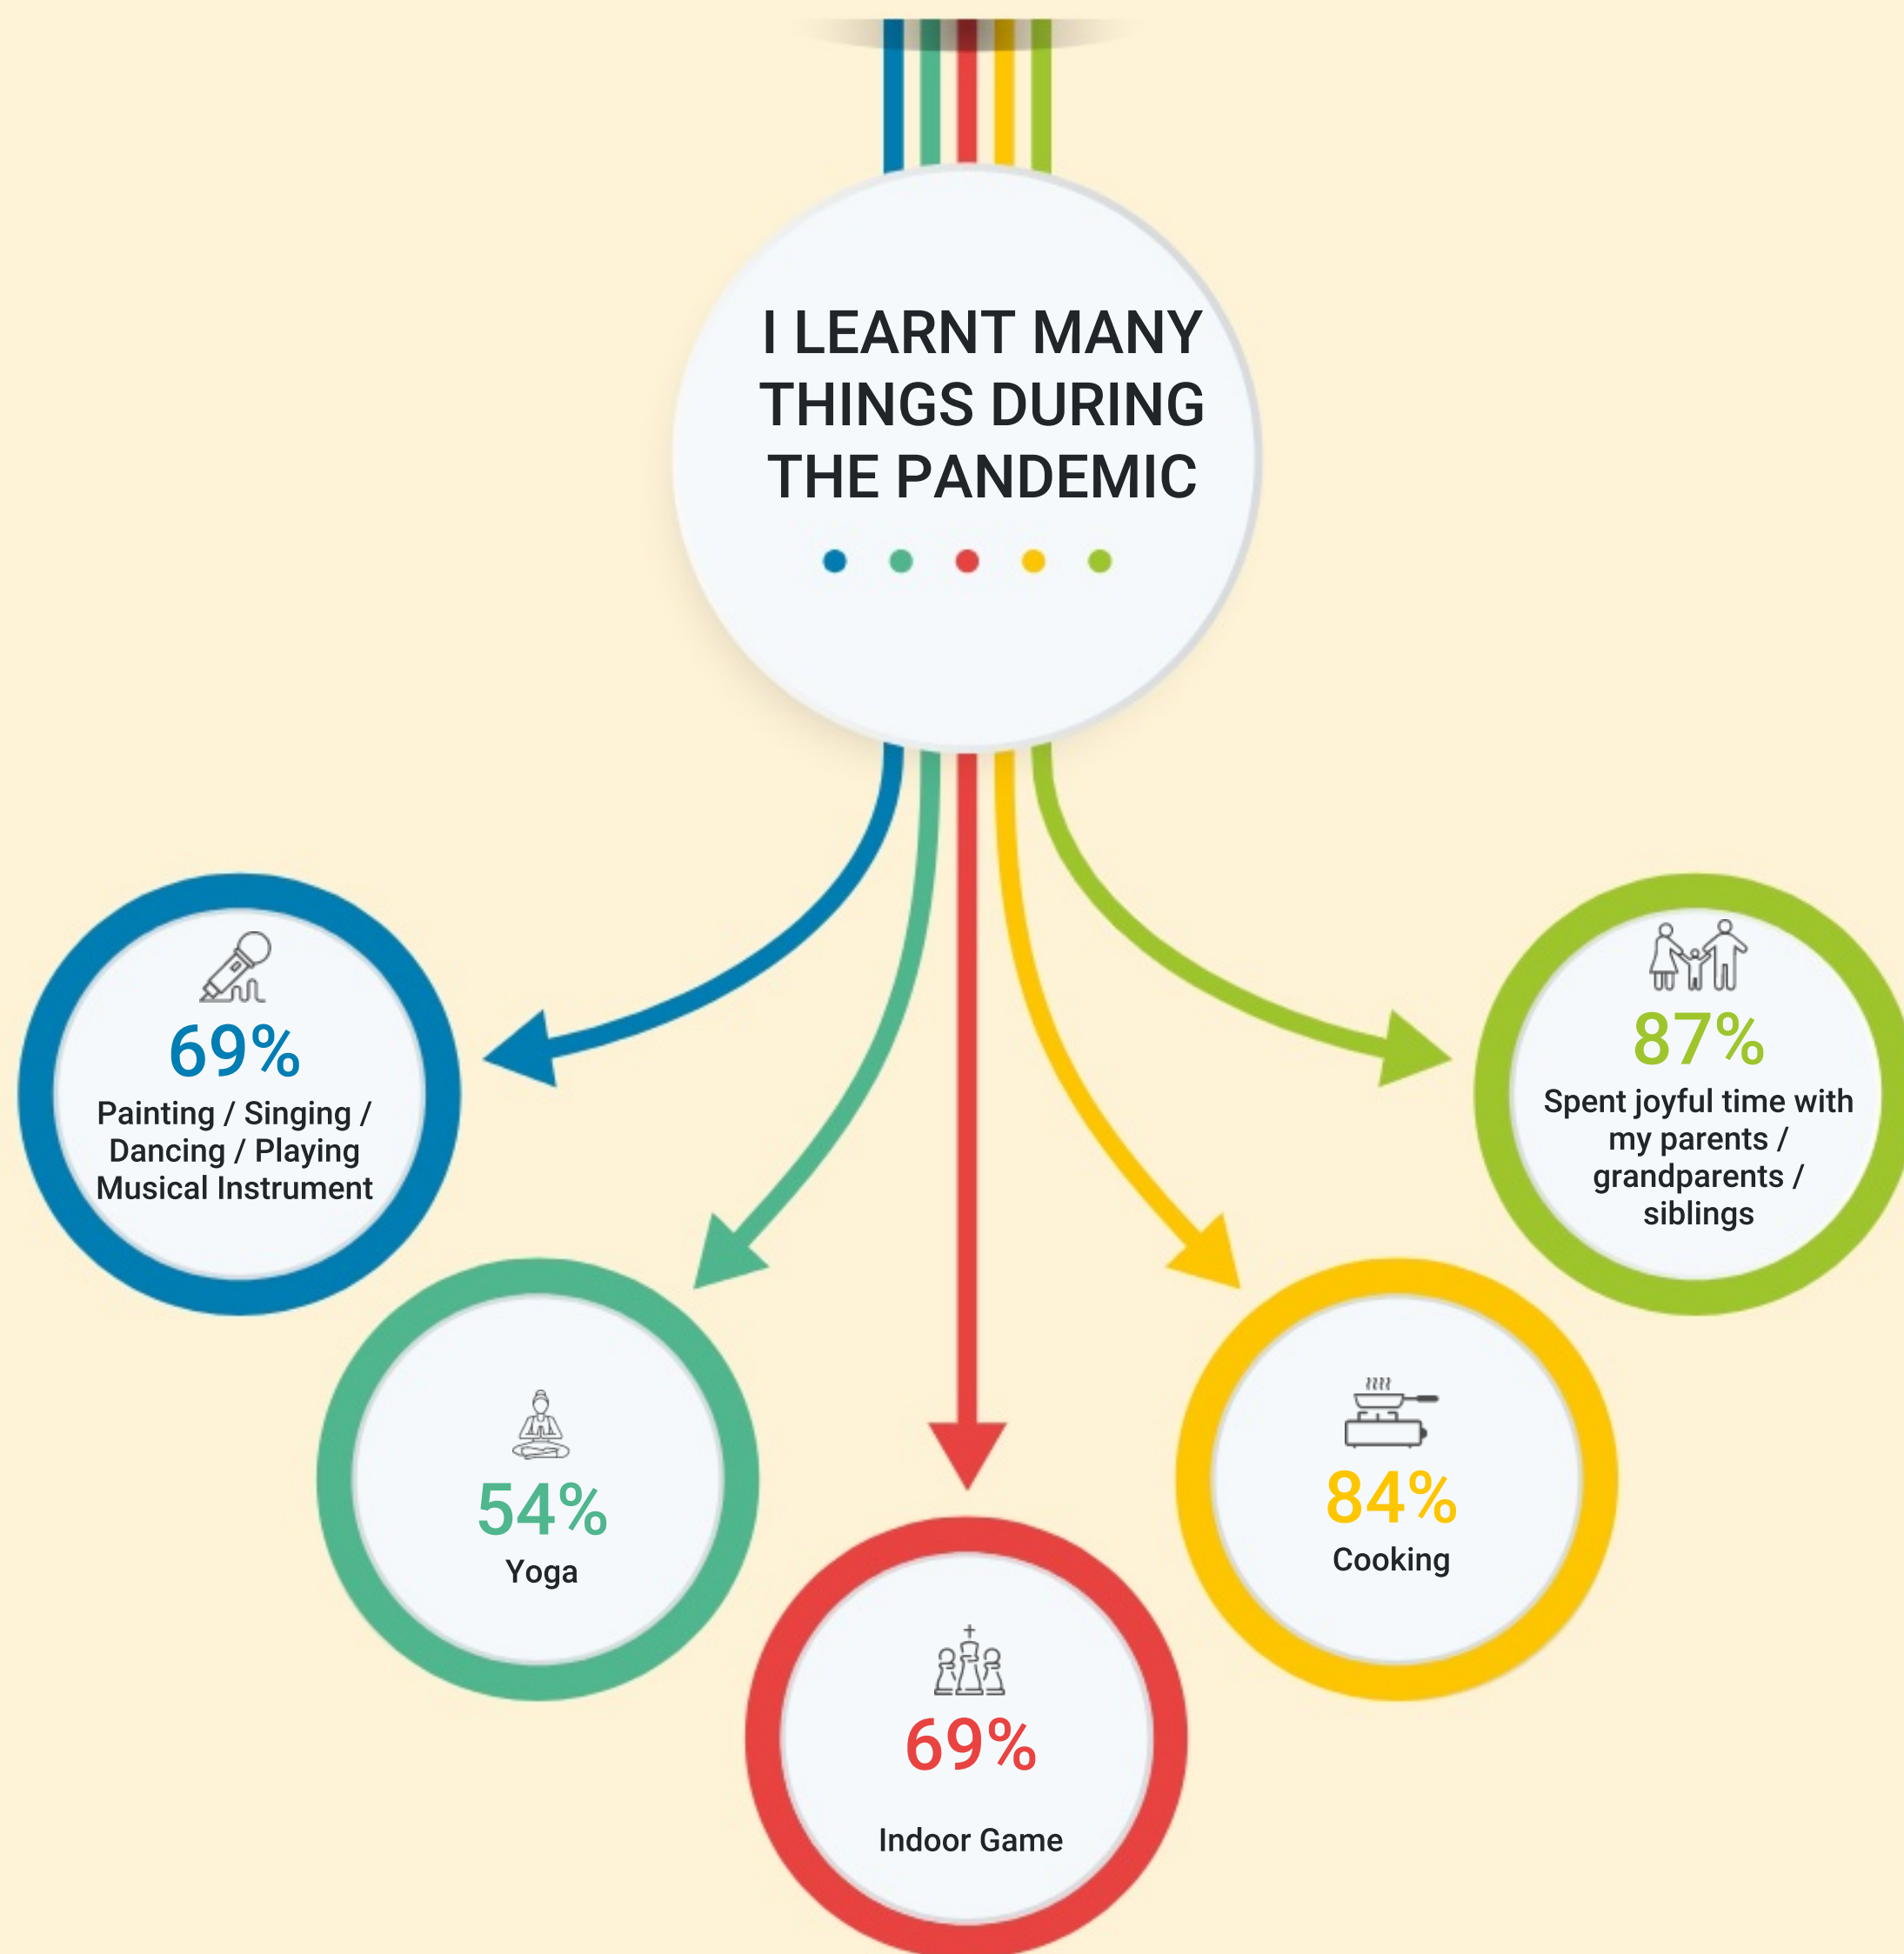 I LEARNT MANY
THINGS DURING
THE PANDEMIC
69%
Painting / Singing /
Dancing / Playing
Musical Instrument
87%
Spent joyful time with
my parents /
grandparents /
siblings
54%
Yoga
84%
Cooking
69%
Indoor Game